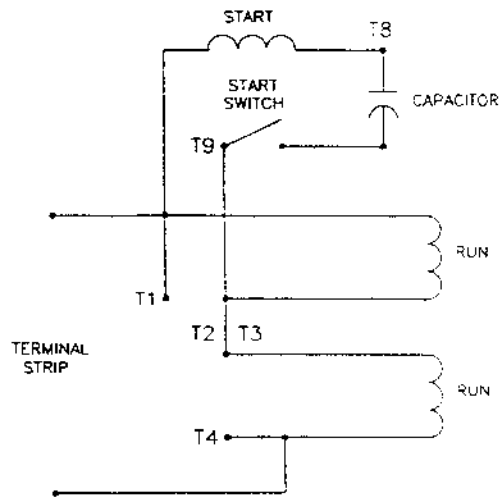 START
T8
START
SWITCH
CAPACITOR
T9
RUN
T1
T2 T3
TERMINAL
STRIP
RUN
T4